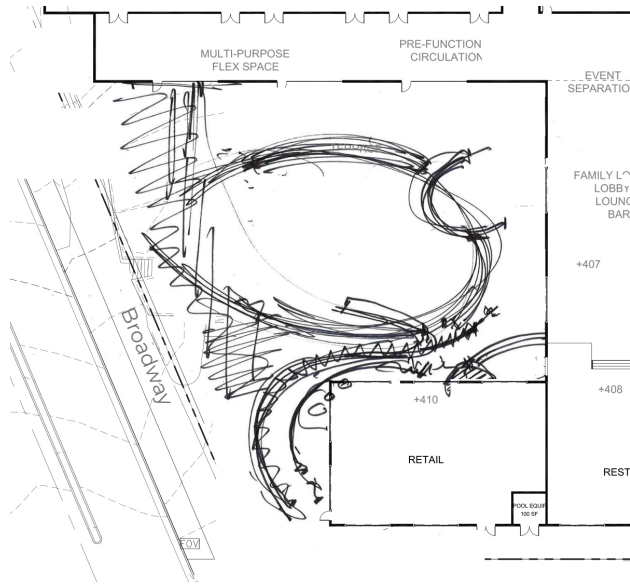 MULTI-PURPOSE
FLEX SPACE
PRE-FUNCTION
CIRCULATION
EVENT
SEPARATIO
FAMILY
LOBBY
LOUNG
BAR
+407
Broadway
+408
+410
RETAIL
REST
POOL EQUIP
100 SF
EOV